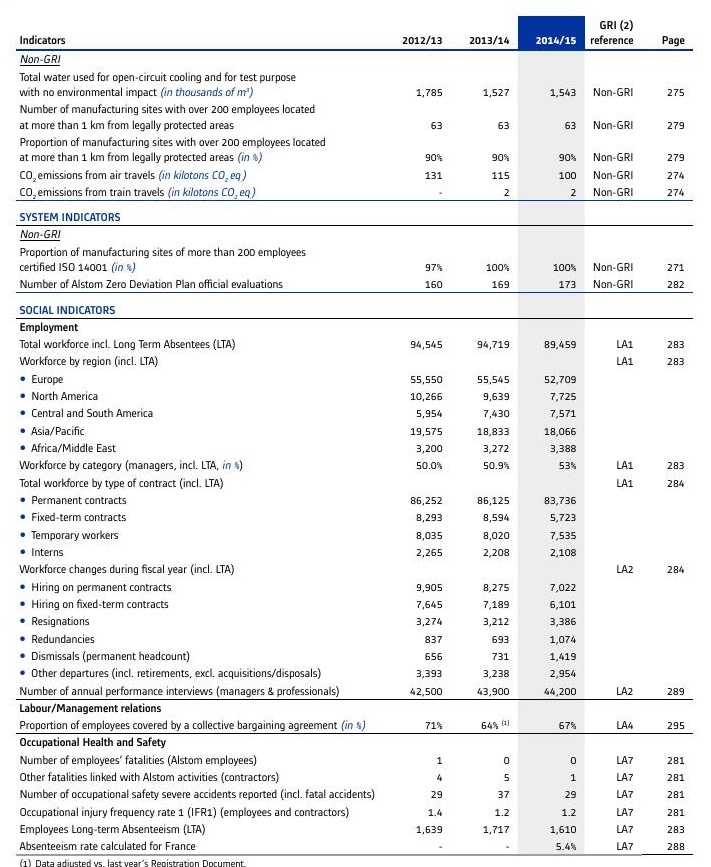 GRI (2)
Indicators 2012/13 2013/14 2014/15 reference Page
Non-GRI
Total water used for open-circuit cooling and for test purpose
with no environmental impact (in thousands of m³) 1,785 1,527 1,543 Non-GRI 275
Number of manufacturing sites with over 200 employees located
at more than 1 km from legally protected areas 63 63 63 Non-GRI 279
Proportion of manufacturing sites with over 200 employees located
at more than 1 km from legally protected areas (in %) 90% 90% 90% Non-GRI 279
CO₂ emissions from air travels (in kilotons CO₂ eq) 131 115 100 Non-GRI 274
CO₂ emissions from train travels (in kilotons CO₂ eq) - 2 2 Non-GRI 274
SYSTEM INDICATORS
Non-GRI
Proportion of manufacturing sites of more than 200 employees
certified ISO 14001 (in %) 97% 100% 100% Non-GRI 271
Number of Alstom Zero Deviation Plan official evaluations 160 169 173 Non-GRI 282
SOCIAL INDICATORS
Employment
Total workforce incl. Long Term Absentees (LTA) 94,545 94,719 89,459 LA1 283
Workforce by region (incl. LTA) LA1 283
• Europe 55,550 55,545 52,709
• North America 10,266 9,639 7,725
• Central and South America 5,954 7,430 7,571
• Asia/Pacific 19,575 18,833 18,066
• Africa/Middle East 3,200 3,272 3,388
Workforce by category (managers, incl. LTA, in %) 50.0% 50.9% 53% LA1 283
Total workforce by type of contract (incl. LTA) LA1 284
• Permanent contracts 86,252 86,125 83,736
• Fixed-term contracts 8,293 8,594 5,723
• Temporary workers 8,035 8,020 7,535
• Interns 2,265 2,208 2,108
Workforce changes during fiscal year (incl. LTA) LA2 284
• Hiring on permanent contracts 9,905 8,275 7,022
• Hiring on fixed-term contracts 7,645 7,189 6,101
• Resignations 3,274 3,212 3,386
• Redundancies 837 693 1,074
• Dismissals (permanent headcount) 656 731 1,419
• Other departures (incl. retirements, excl. acquisitions/disposals) 3,393 3,238 2,954
Number of annual performance interviews (managers & professionals) 42,500 43,900 44,200 LA2 289
Labour/Management relations
Proportion of employees covered by a collective bargaining agreement (in %) 71% 64% (1) 67% LA4 295
Occupational Health and Safety
Number of employees’ fatalities (Alstom employees) 1 0 0 LA7 281
Other fatalities linked with Alstom activities (contractors) 4 5 1 LA7 281
Number of occupational safety severe accidents reported (incl. fatal accidents) 29 37 29 LA7 281
Occupational injury frequency rate 1 (IFR1) (employees and contractors) 1.4 1.2 1.2 LA7 281
Employees Long-term Absenteeism (LTA) 1,639 1,717 1,610 LA7 283
Absenteeism rate calculated for France - - 5.4% LA7 288
(1) Data adjusted vs. last year’s Registration Document.